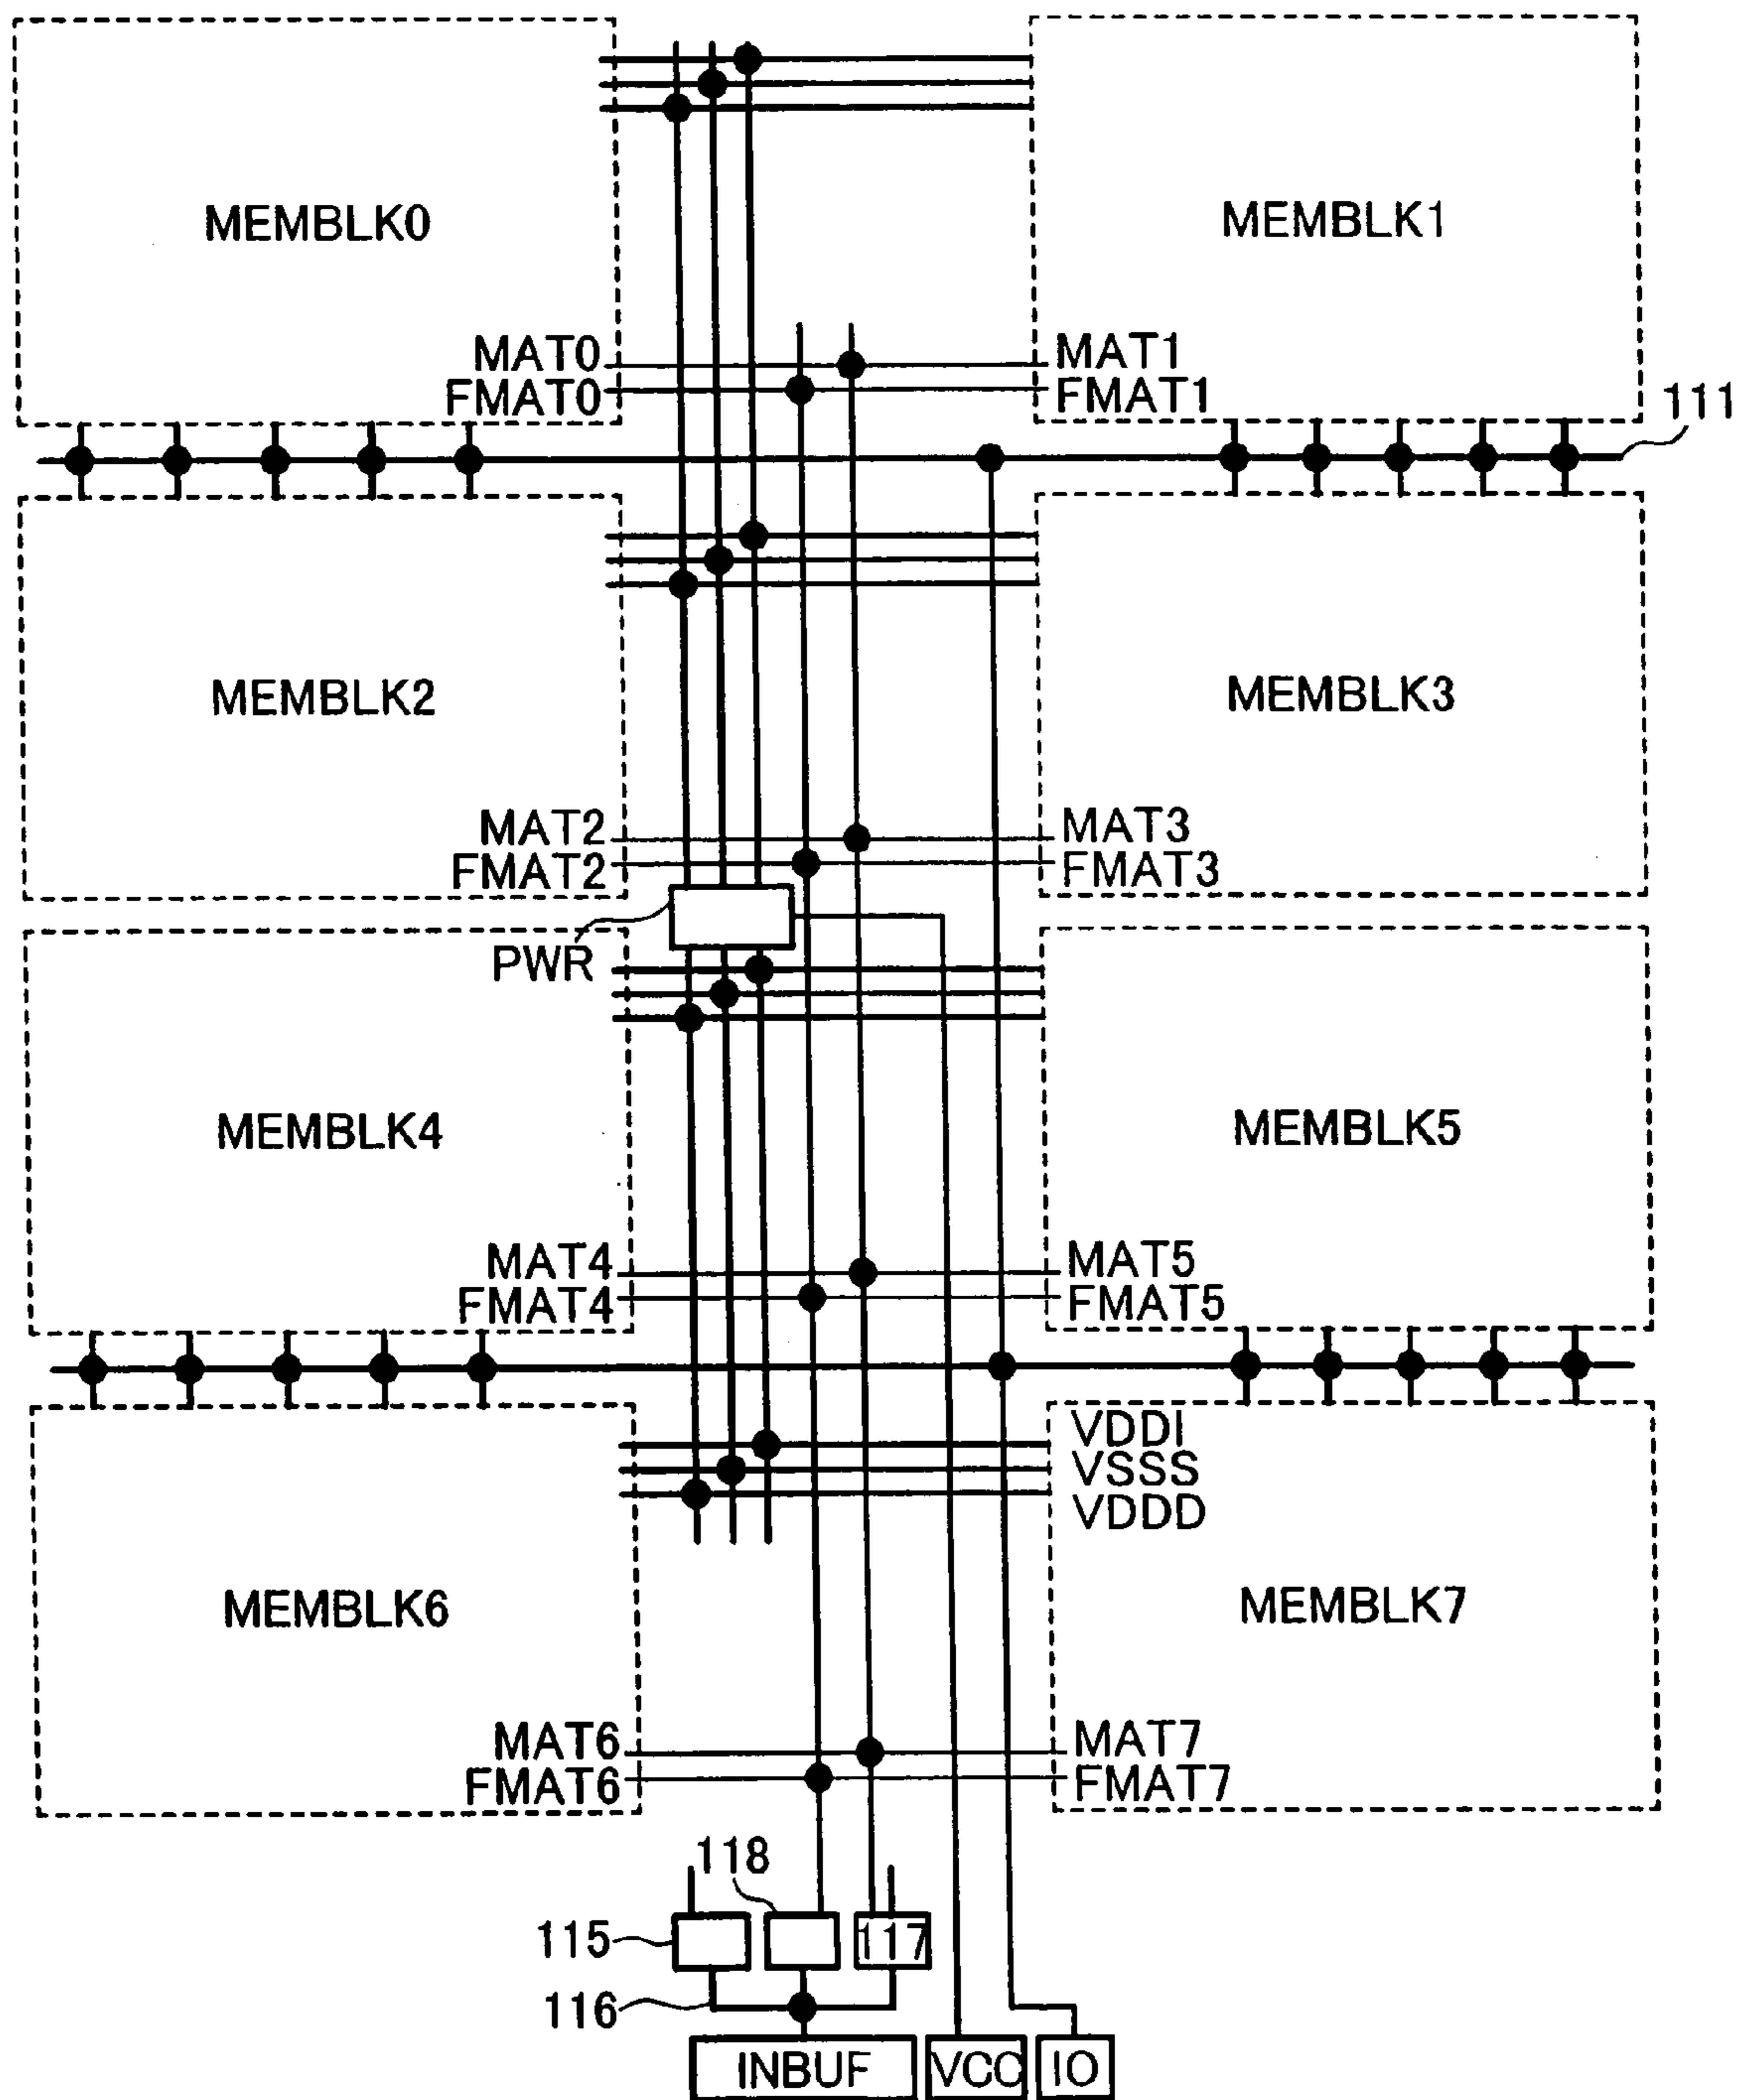 MEMBLK0
MEMBLK1
MAT0
MAT1
FMAT0
FMAT1
111
MEMBLK2
MEMBLK3
MAT2
MAT3
FMAT2
FMAT3
PWR
MEMBLK4
MEMBLK5
MAT4
MAT5
FMAT4
FMAT5
VDDI
VSSS
VDDD
MEMBLK6
MEMBLK7
MAT6
MAT7
FMAT6
FMAT7
118
115
117
116
INBUF
VCC
IO